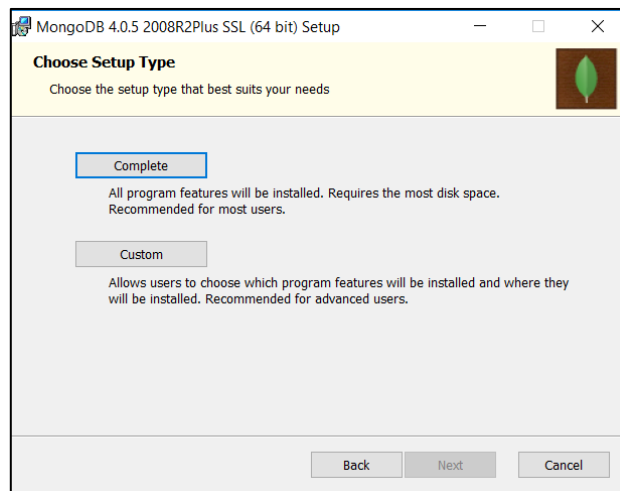 MongoDB 4.0.5 2008R2Plus SSL (64 bit) Setup
Choose Setup Type
Choose the setup type that best suits your needs
Complete
All program features will be installed. Requires the most disk space.
Recommended for most users.
Custom
Allows users to choose which program features will be installed and where they
will be installed. Recommended for advanced users.
Back Next Cancel